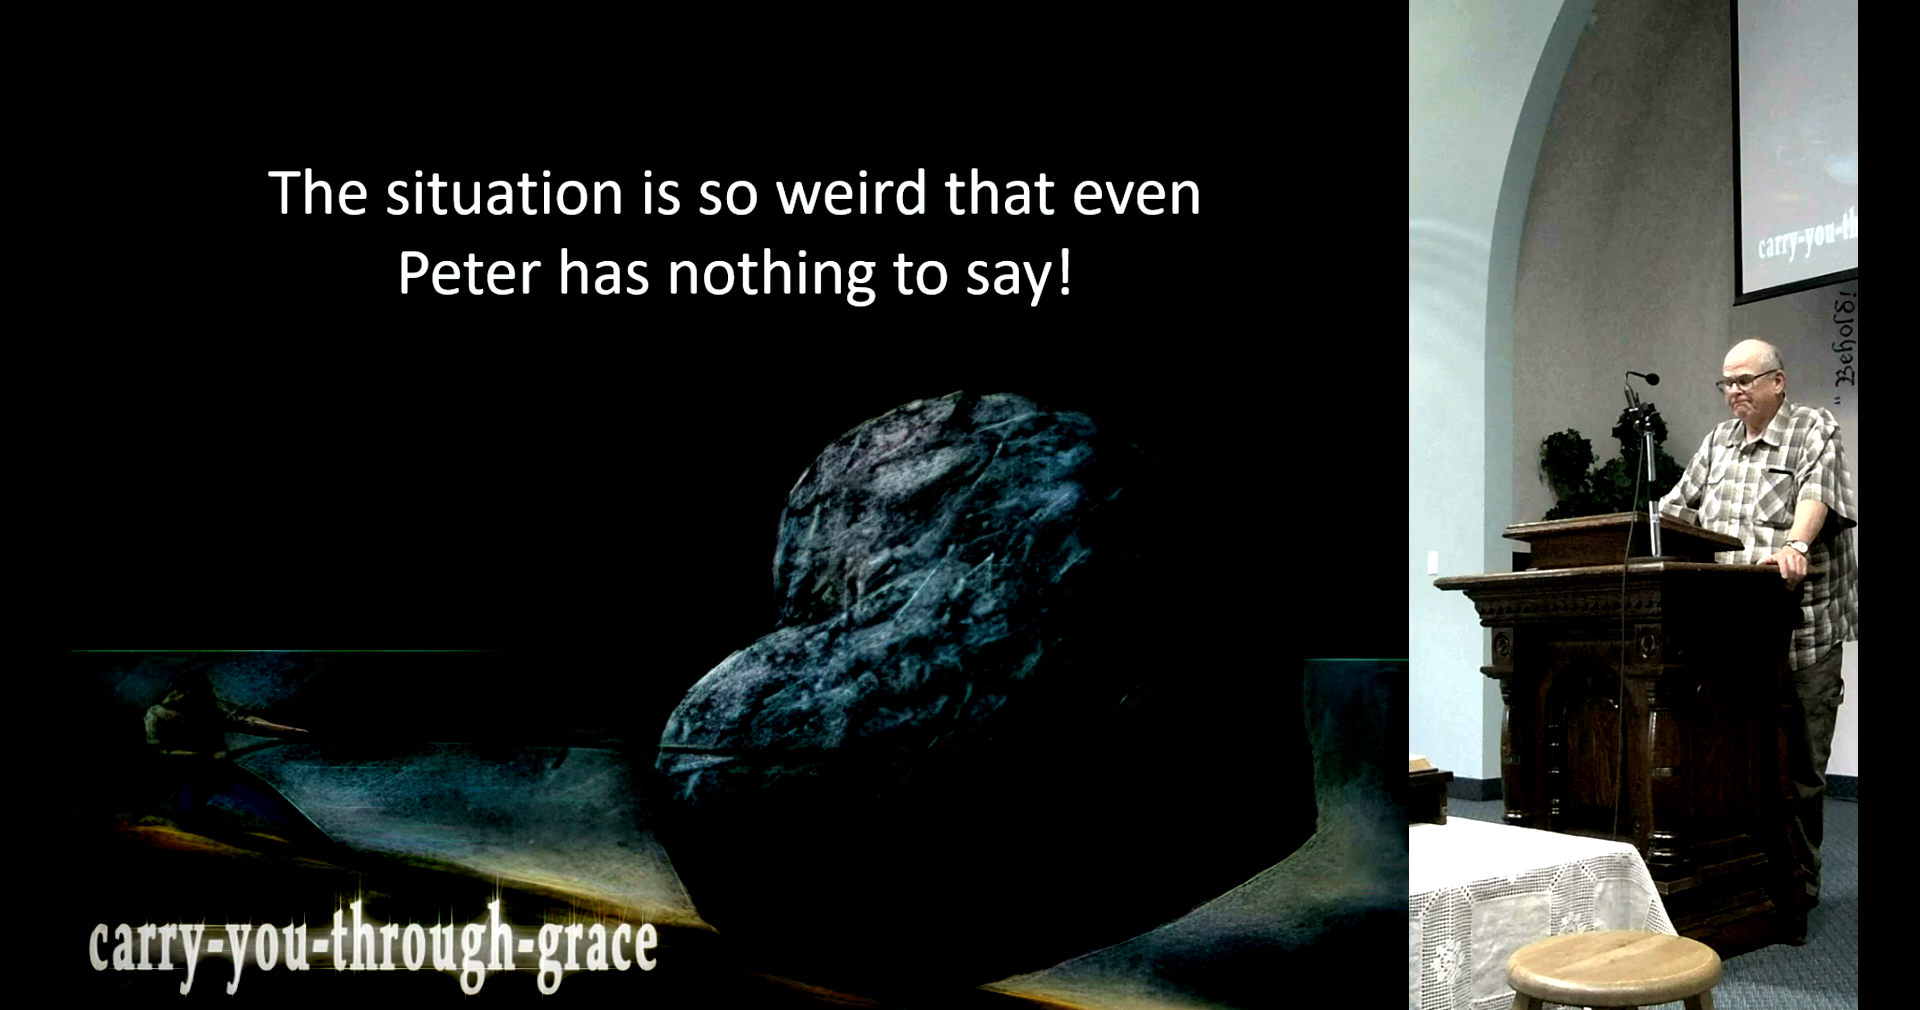 The situation is so weird that even
Peter has nothing to say!
carry-you-through-grace
carry-you-th
" Behold!